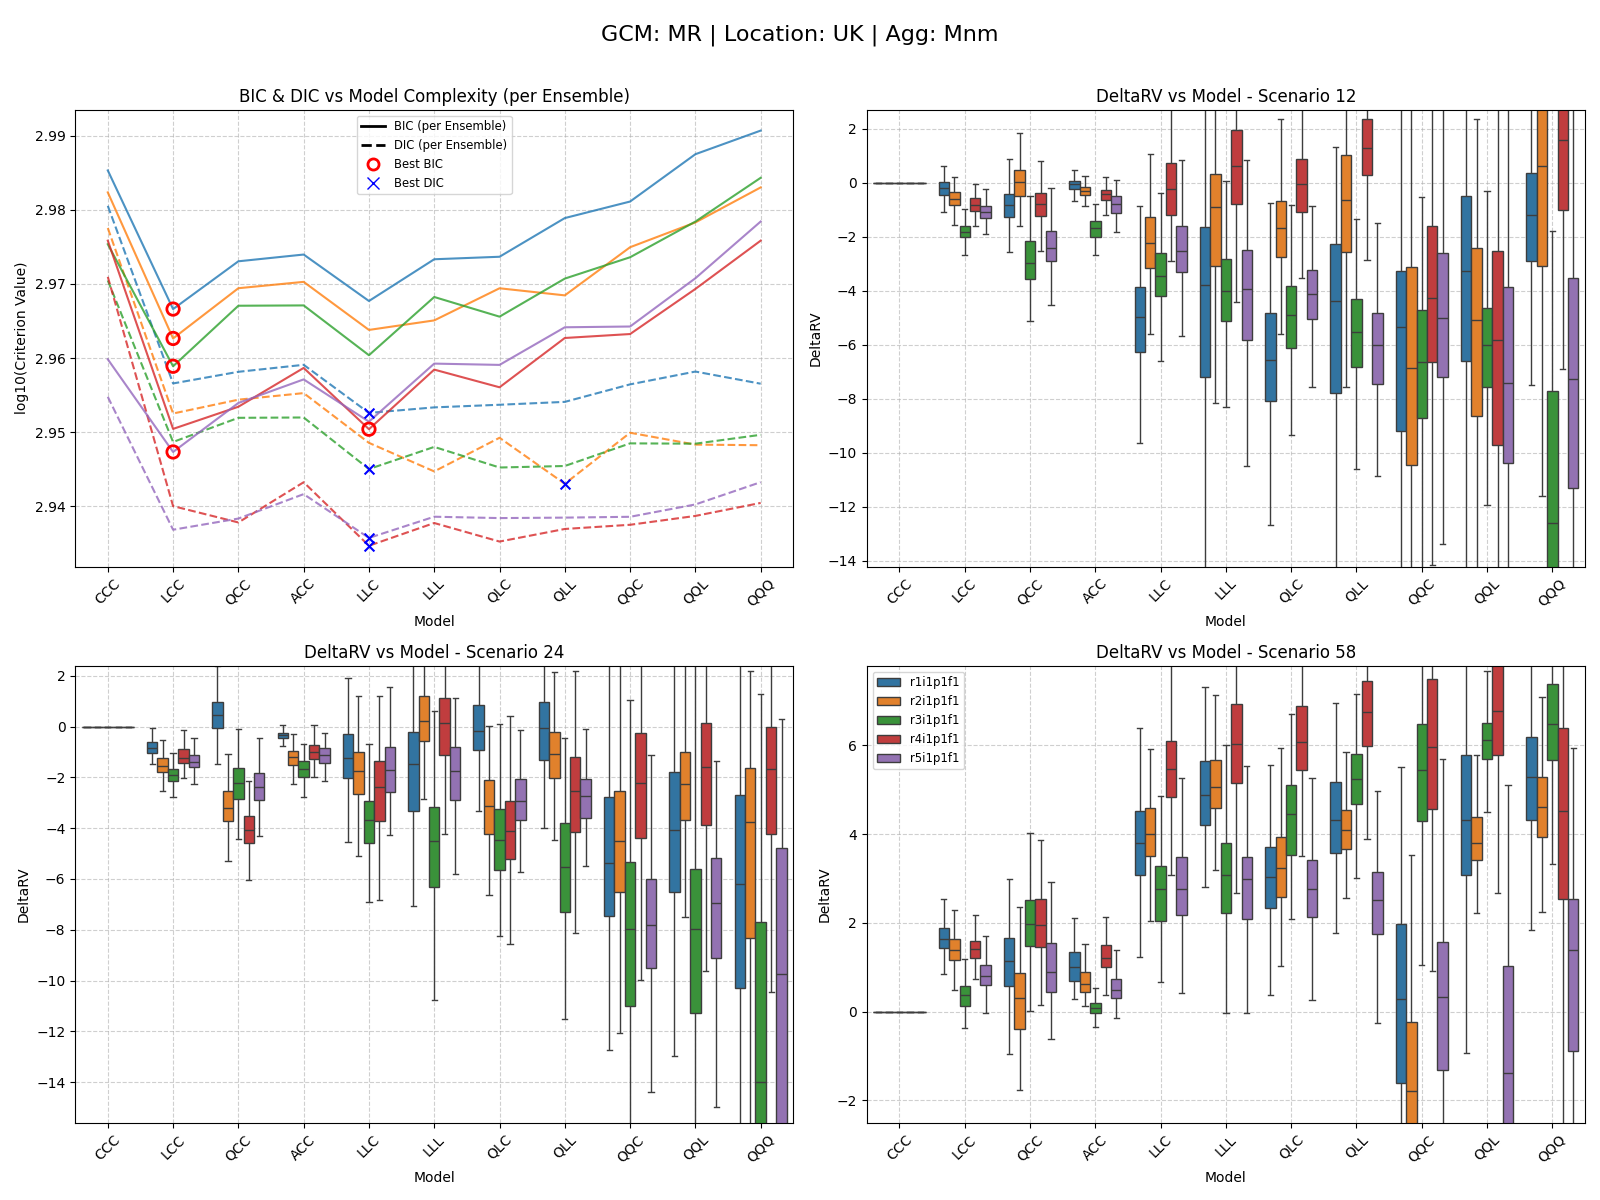 GCM: MR | Location: UK | Agg: Mnm
BIC & DIC vs Model Complexity (per Ensemble)
log10(Criterion Value)
2.99
2.98
2.97
2.96
2.95
2.94
BIC (per Ensemble)
DIC (per Ensemble)
Best BIC
Best DIC
CCC LCC QCC ACC LLC LLL QLC QLL QQC QQL QQQ
Model
DeltaRV vs Model - Scenario 12
DeltaRV
2
0
−2
−4
−6
−8
−10
−12
−14
CCC LCC QCC ACC LLC LLL QLC QLL QQC QQL QQQ
Model
DeltaRV vs Model - Scenario 24
DeltaRV
2
0
−2
−4
−6
−8
−10
−12
−14
CCC LCC QCC ACC LLC LLL QLC QLL QQC QQL QQQ
Model
DeltaRV vs Model - Scenario 58
DeltaRV
6
4
2
0
−2
r1i1p1f1
r2i1p1f1
r3i1p1f1
r4i1p1f1
r5i1p1f1
CCC LCC QCC ACC LLC LLL QLC QLL QQC QQL QQQ
Model